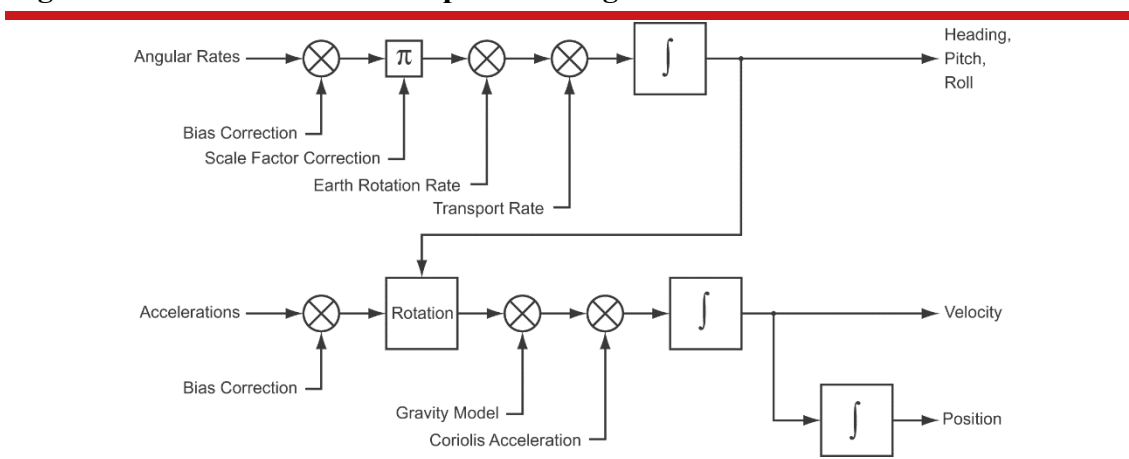 Angular Rates
π
∫
Heading,
Pitch,
Roll
Bias Correction
Scale Factor Correction
Earth Rotation Rate
Transport Rate
Accelerations
Rotation
∫
Velocity
Bias Correction
Gravity Model
Coriolis Acceleration
∫
Position